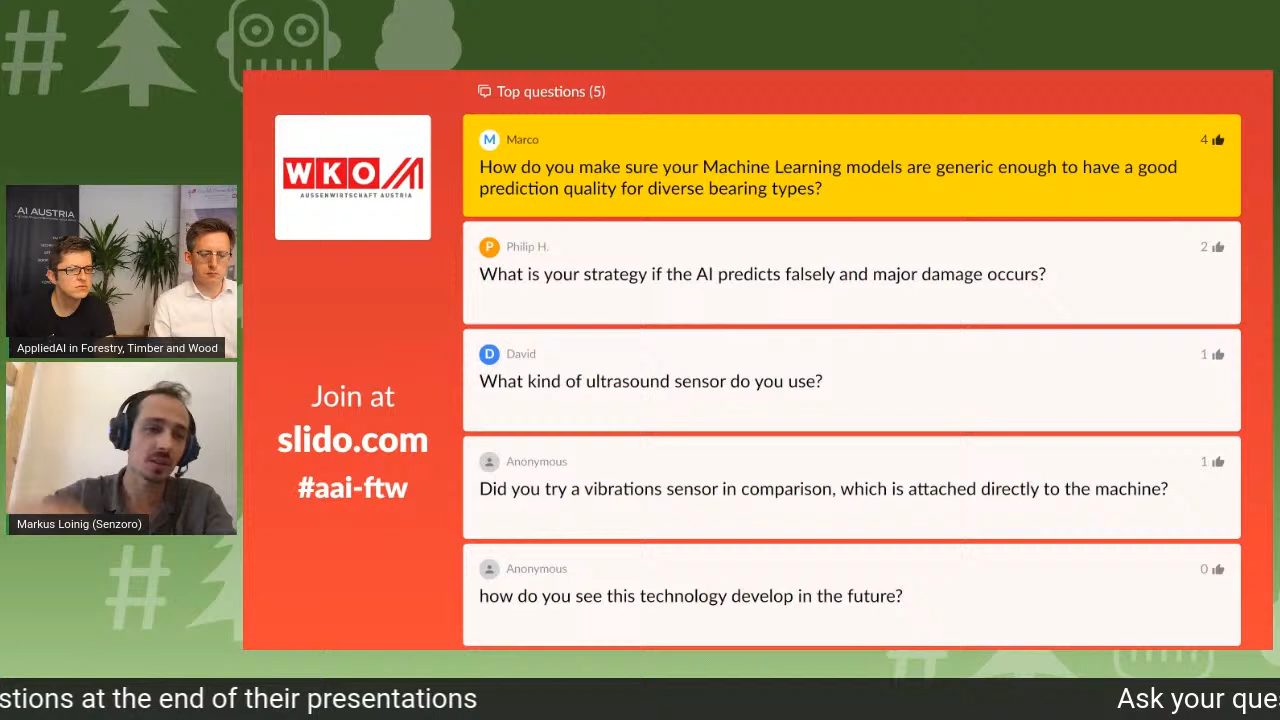 Top questions (5)
WKO
AUSSENWIRTSCHAFT AUSTRIA
M Marco 4
How do you make sure your Machine Learning models are generic enough to have a good
prediction quality for diverse bearing types?
P Philip H. 2
What is your strategy if the AI predicts falsely and major damage occurs?
D David 1
What kind of ultrasound sensor do you use?
Anonymous 1
Did you try a vibrations sensor in comparison, which is attached directly to the machine?
Anonymous 0
how do you see this technology develop in the future?
Join at
slido.com
#aai-ftw
AI AUSTRIA
AppliedAI in Forestry, Timber and Wood
Markus Loinig (Senzoro)
stions at the end of their presentations
Ask your que